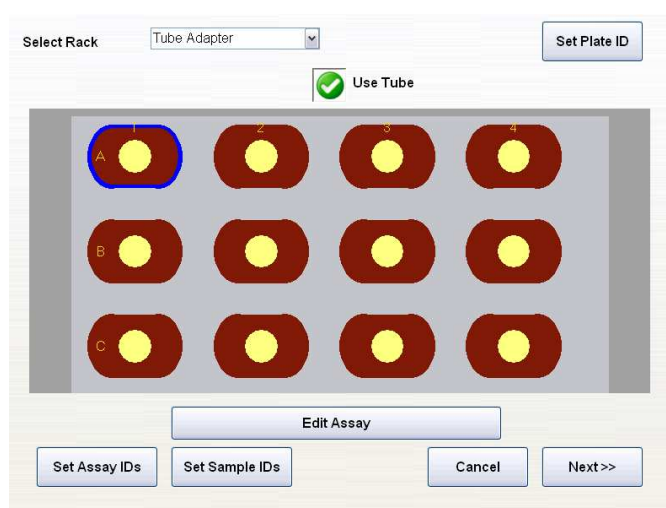 Select Rack Tube Adapter Set Plate ID
Use Tube
1 2 3 4
A
B
C
Edit Assay
Set Assay IDs Set Sample IDs Cancel Next >>